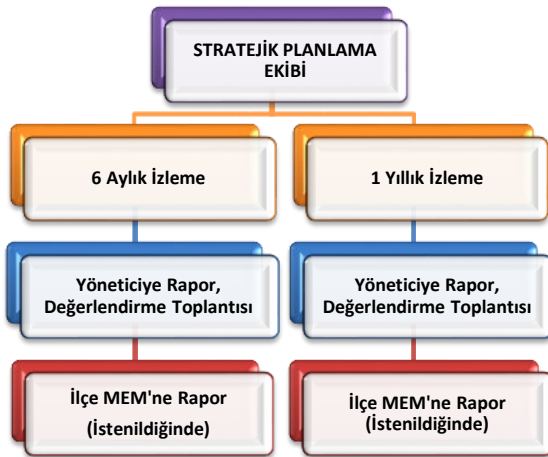 STRATEJİK PLANLAMA
EKİBİ
6 Aylık İzleme
1 Yıllık İzleme
Yöneticiye Rapor,
Değerlendirme Toplantısı
Yöneticiye Rapor,
Değerlendirme Toplantısı
İlçe MEM'ne Rapor
(İstenildiğinde)
İlçe MEM'ne Rapor
(İstenildiğinde)